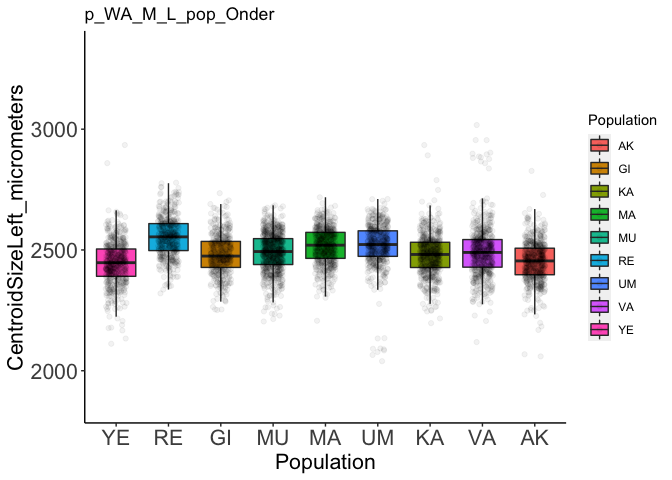 p_WA_M_L_pop_Onder
CentroidSizeLeft_micrometers
3000
2500
2000
YE RE GI MU MA UM KA VA AK
Population
Population
AK
GI
KA
MA
MU
RE
UM
VA
YE